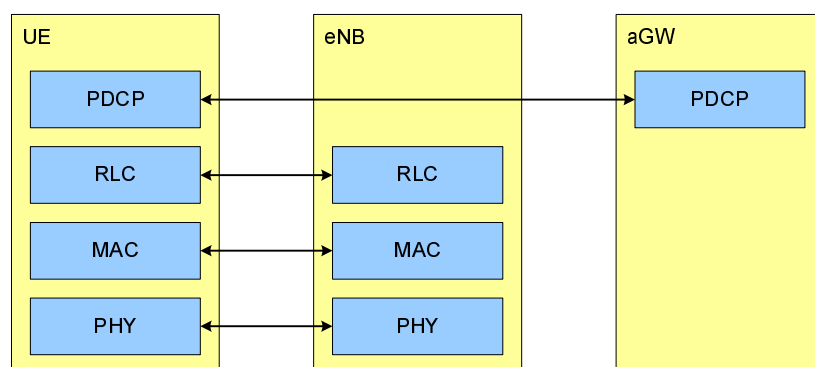 UE eNB aGW
PDCP PDCP
RLC RLC
MAC MAC
PHY PHY